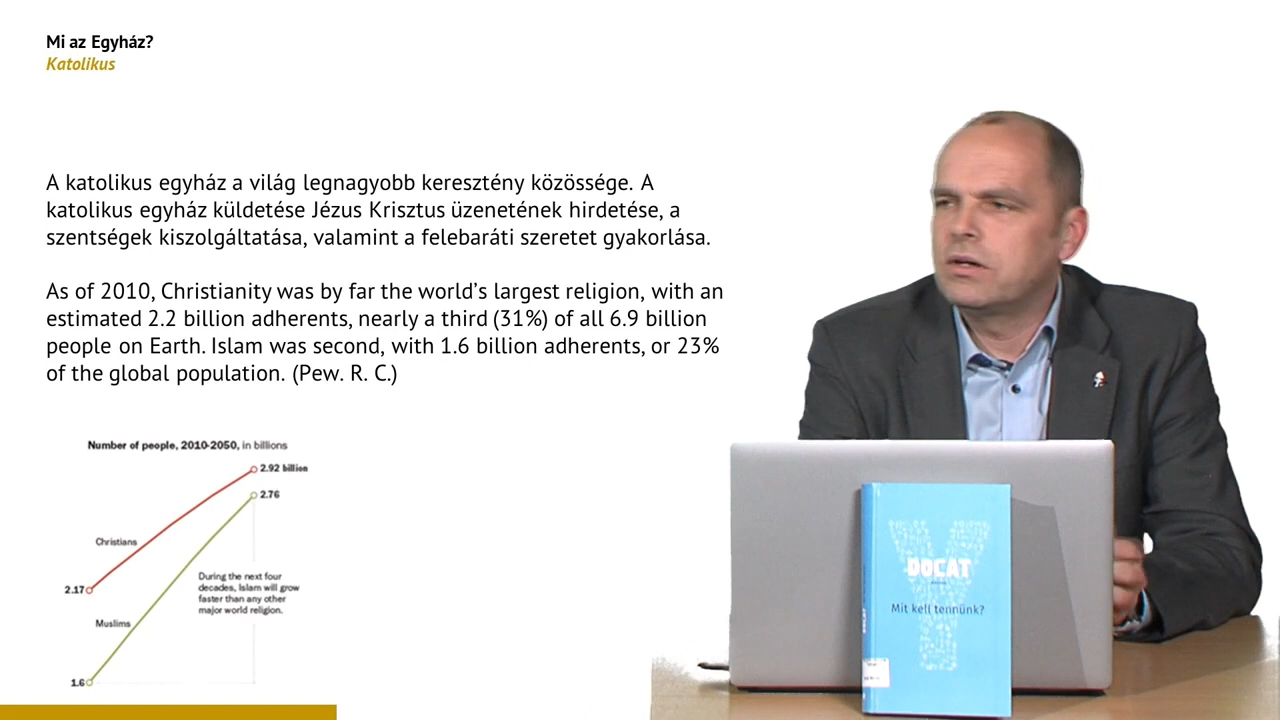 Mi az Egyház?
Katolikus
A katolikus egyház a világ legnagyobb keresztény közössége. A
katolikus egyház küldetése Jézus Krisztus üzenetének hirdetése, a
szentségek kiszolgáltatása, valamint a felebaráti szeretet gyakorlása.
As of 2010, Christianity was by far the world’s largest religion, with an
estimated 2.2 billion adherents, nearly a third (31%) of all 6.9 billion
people on Earth. Islam was second, with 1.6 billion adherents, or 23%
of the global population. (Pew. R. C.)
Number of people, 2010-2050, in billions
2.92 billion
2.76
Christians
2.17
During the next four
decades, Islam will grow
faster than any other
major world religion.
Muslims
1.6
DOCAT
Mit kell tennünk?
DOCAT